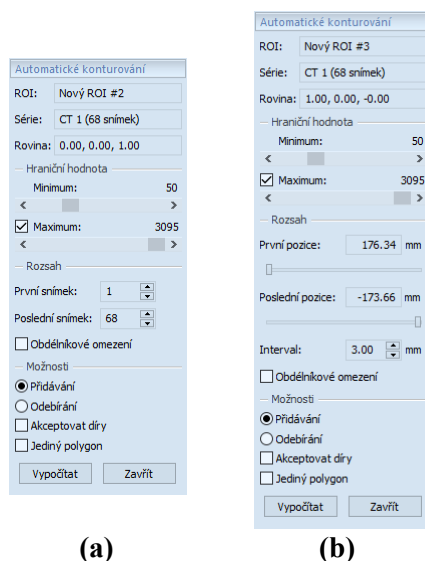 Automatické konturování
ROI: Nový ROI #2
Série: CT 1 (68 snímek)
Rovina: 0.00, 0.00, 1.00
Hraniční hodnota
Minimum: 50
Maximum: 3095
Rozsah
První snímek: 1
Poslední snímek: 68
Obdélníkové omezení
Možnosti
Přidávání
Odebírání
Akceptovat díry
Jediný polygon
Vypočítat Zavřít
(a)
Automatické konturování
ROI: Nový ROI #3
Série: CT 1 (68 snímek)
Rovina: 1.00, 0.00, -0.00
Hraniční hodnota
Minimum: 50
Maximum: 3095
Rozsah
První pozice: 176.34 mm
Poslední pozice: -173.66 mm
Interval: 3.00 mm
Obdélníkové omezení
Možnosti
Přidávání
Odebírání
Akceptovat díry
Jediný polygon
Vypočítat Zavřít
(b)